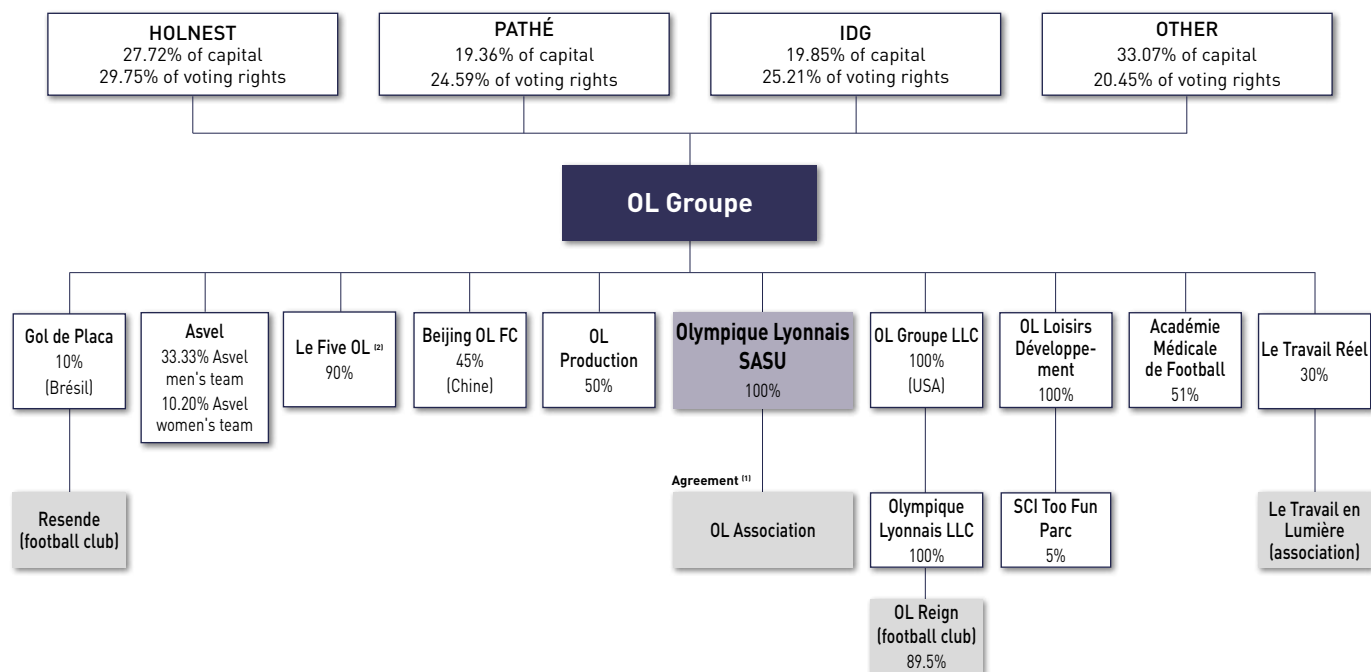 HOLNEST
27.72% of capital
29.75% of voting rights
PATHÉ
19.36% of capital
24.59% of voting rights
IDG
19.85% of capital
25.21% of voting rights
OTHER
33.07% of capital
20.45% of voting rights
OL Groupe
Gol de Placa
10%
(Brésil)
Asvel
33.33% Asvel
men's team
10.20% Asvel
women's team
Le Five OL (2)
90%
Beijing OL FC
45%
(Chine)
OL
Production
50%
Olympique Lyonnais
SASU
100%
OL Groupe LLC
100%
(USA)
OL Loisirs
Développe-
ment
100%
Académie
Médicale
de Football
51%
Le Travail Réel
30%
Resende
(football club)
Agreement (1)
OL Association
Olympique
Lyonnais LLC
100%
SCI Too Fun
Parc
5%
Le Travail en
Lumière
(association)
OL Reign
(football club)
89.5%